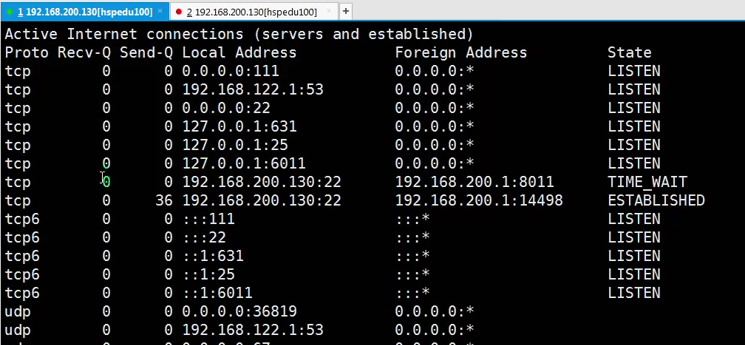 1 192.168.200.130[hspedu100] × 2 192.168.200.130[hspedu100] × +
Active Internet connections (servers and established)
Proto Recv-Q Send-Q Local Address Foreign Address State
tcp 0 0 0.0.0.0:111 0.0.0.0:* LISTEN
tcp 0 0 192.168.122.1:53 0.0.0.0:* LISTEN
tcp 0 0 0.0.0.0:22 0.0.0.0:* LISTEN
tcp 0 0 127.0.0.1:631 0.0.0.0:* LISTEN
tcp 0 0 127.0.0.1:25 0.0.0.0:* LISTEN
tcp 0 0 127.0.0.1:6011 0.0.0.0:* LISTEN
tcp 0 0 192.168.200.130:22 192.168.200.1:8011 TIME_WAIT
tcp 0 36 192.168.200.130:22 192.168.200.1:14498 ESTABLISHED
tcp6 0 0 :::111 :::* LISTEN
tcp6 0 0 :::22 :::* LISTEN
tcp6 0 0 ::1:631 :::* LISTEN
tcp6 0 0 ::1:25 :::* LISTEN
tcp6 0 0 ::1:6011 :::* LISTEN
udp 0 0 0.0.0.0:36819 0.0.0.0:*
udp 0 0 192.168.122.1:53 0.0.0.0:*